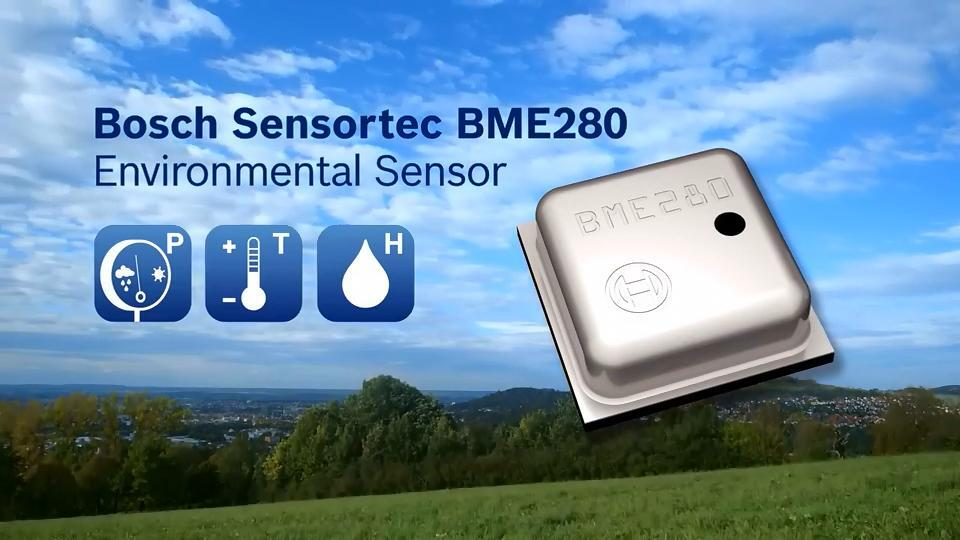 Bosch Sensortec BME280
Environmental Sensor
P
+ T
-
H
BME280